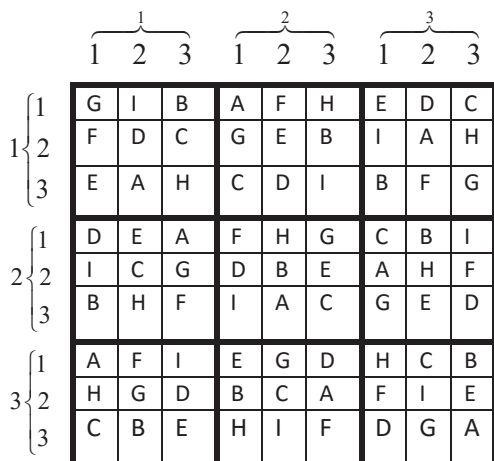 1 2 3
1 2 3 1 2 3 1 2 3
1 G I B A F H E D C
1 2 F D C G E B I A H
3 E A H C D I B F G
1 D E A F H G C B I
2 2 I C G D B E A H F
3 B H F I A C G E D
1 A F I E G D H C B
3 2 H G D B C A F I E
3 C B E H I F D G A